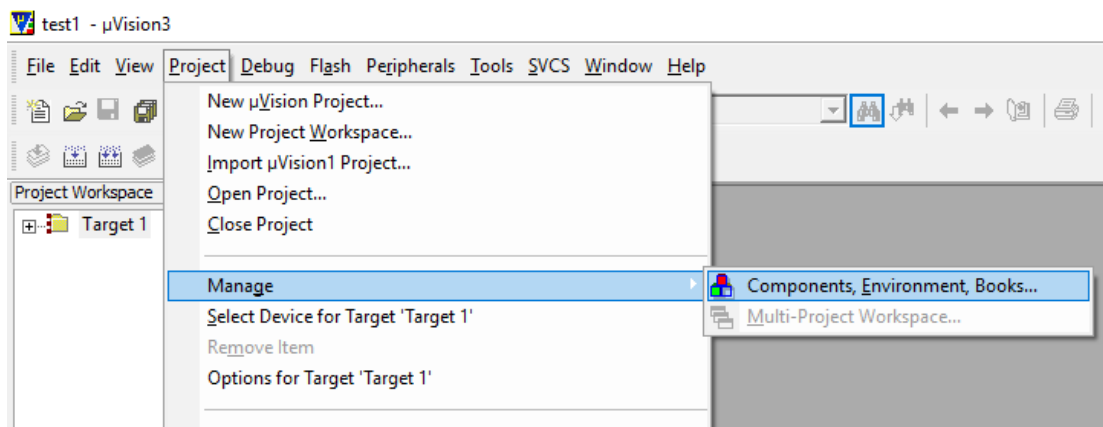 test1 - µVision3
File Edit View Project Debug Flash Peripherals Tools SVCS Window Help
New µVision Project...
New Project Workspace...
Import µVision1 Project...
Project Workspace
Open Project...
Target 1
Close Project
Manage
Components, Environment, Books...
Select Device for Target 'Target 1'
Multi-Project Workspace...
Remove Item
Options for Target 'Target 1'